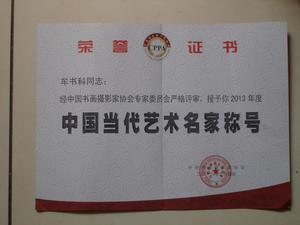 荣誉 CPPA 证书
车书科同志：
经中国书画摄影家协会专家委员会严格评审，授予你2013年度
中国当代艺术名家称号